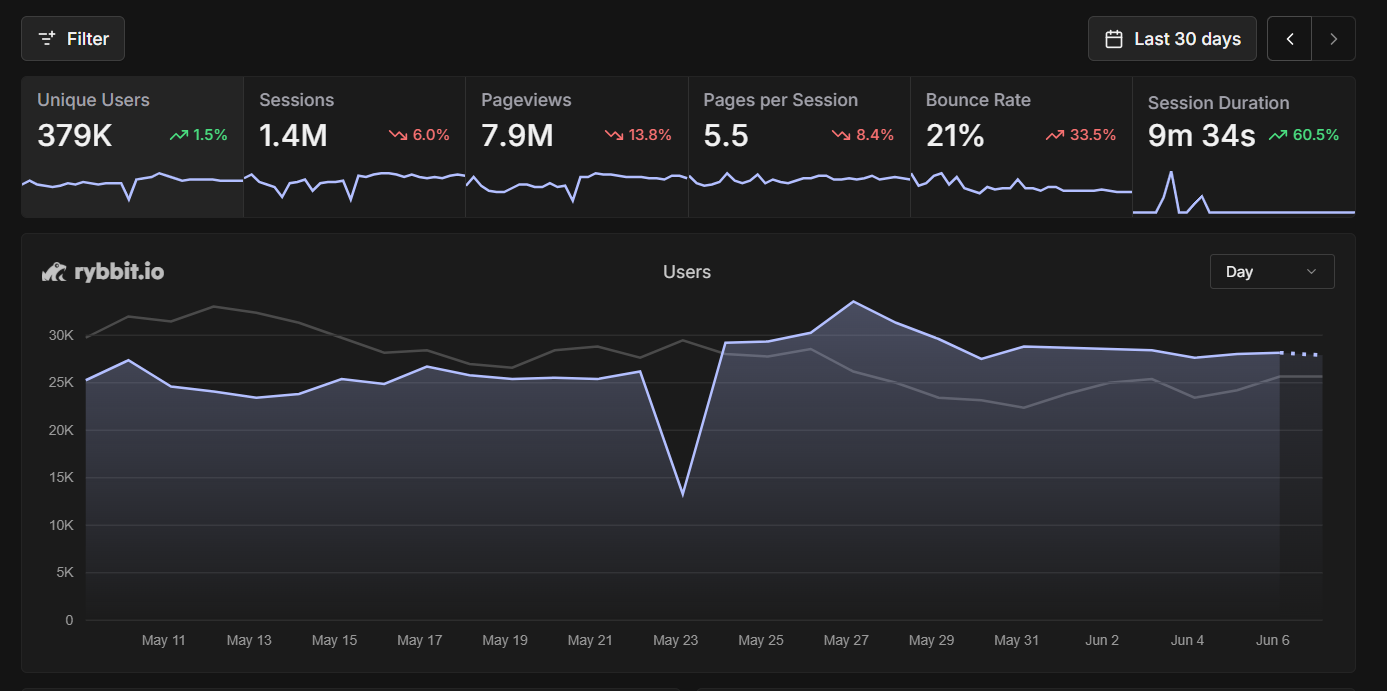 Filter
Last 30 days
Unique Users
379K
1.5%
Sessions
1.4M
6.0%
Pageviews
7.9M
13.8%
Pages per Session
5.5
8.4%
Bounce Rate
21%
33.5%
Session Duration
9m 34s
60.5%
rybbit.io
Users
Day
30K
25K
20K
15K
10K
5K
0
May 11 May 13 May 15 May 17 May 19 May 21 May 23 May 25 May 27 May 29 May 31 Jun 2 Jun 4 Jun 6